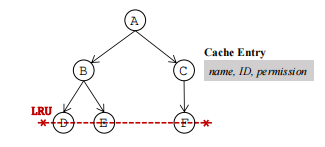 A
Cache Entry
B
C
name, ID, permission
LRU
D
E
F